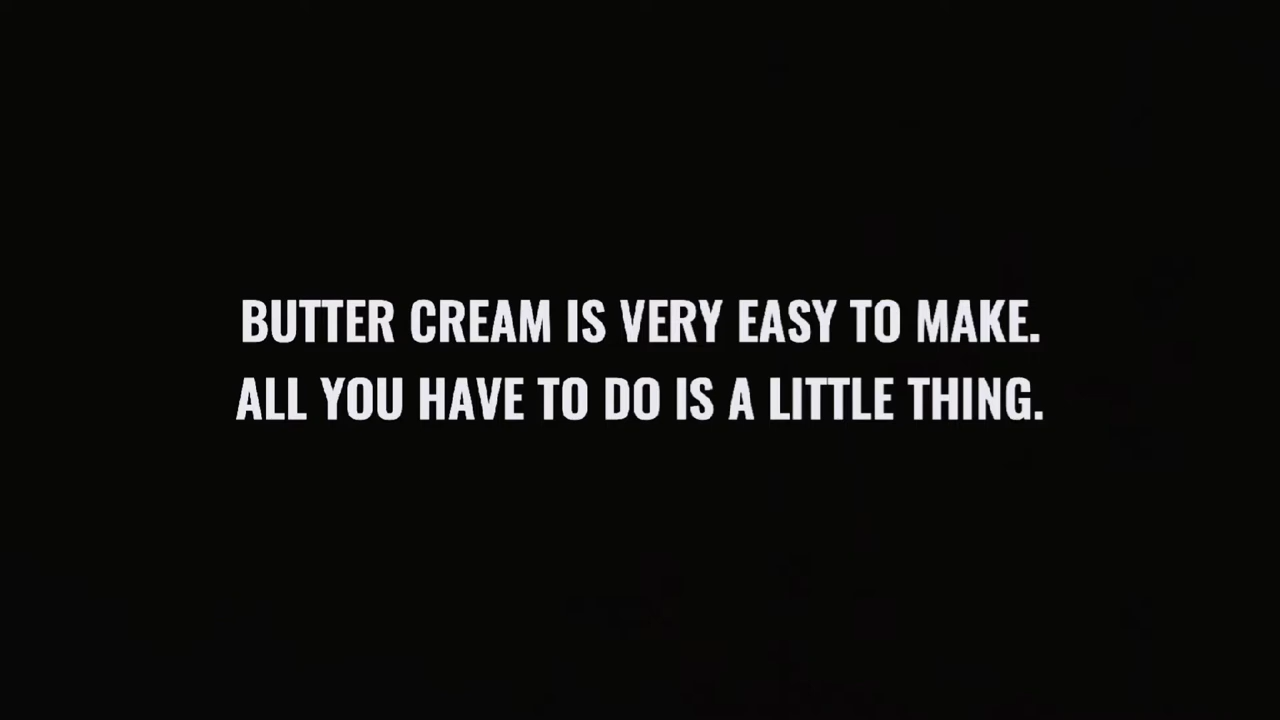 BUTTER CREAM IS VERY EASY TO MAKE.
ALL YOU HAVE TO DO IS A LITTLE THING.